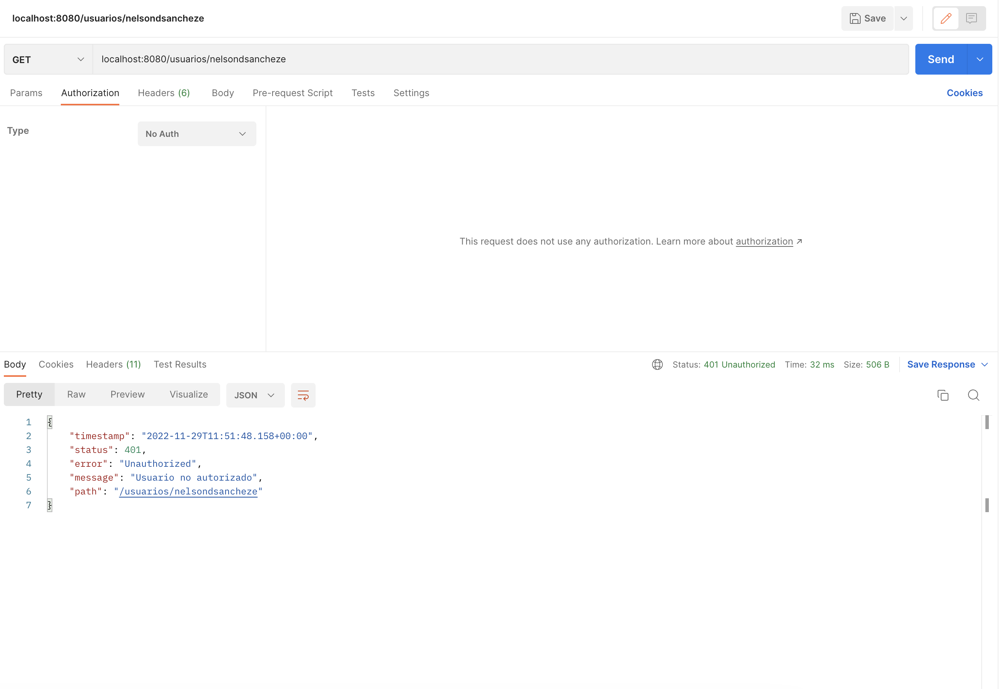 localhost:8080/usuarios/nelsondsancheze
Save
GET
localhost:8080/usuarios/nelsondsancheze
Send
Params Authorization Headers (6) Body Pre-request Script Tests Settings Cookies
Type
No Auth
This request does not use any authorization. Learn more about authorization ↗
Body Cookies Headers (11) Test Results Status: 401 Unauthorized Time: 32 ms Size: 506 B Save Response
Pretty Raw Preview Visualize JSON
1 {
2 "timestamp": "2022-11-29T11:51:48.158+00:00",
3 "status": 401,
4 "error": "Unauthorized",
5 "message": "Usuario no autorizado",
6 "path": "/usuarios/nelsondsancheze"
7 }